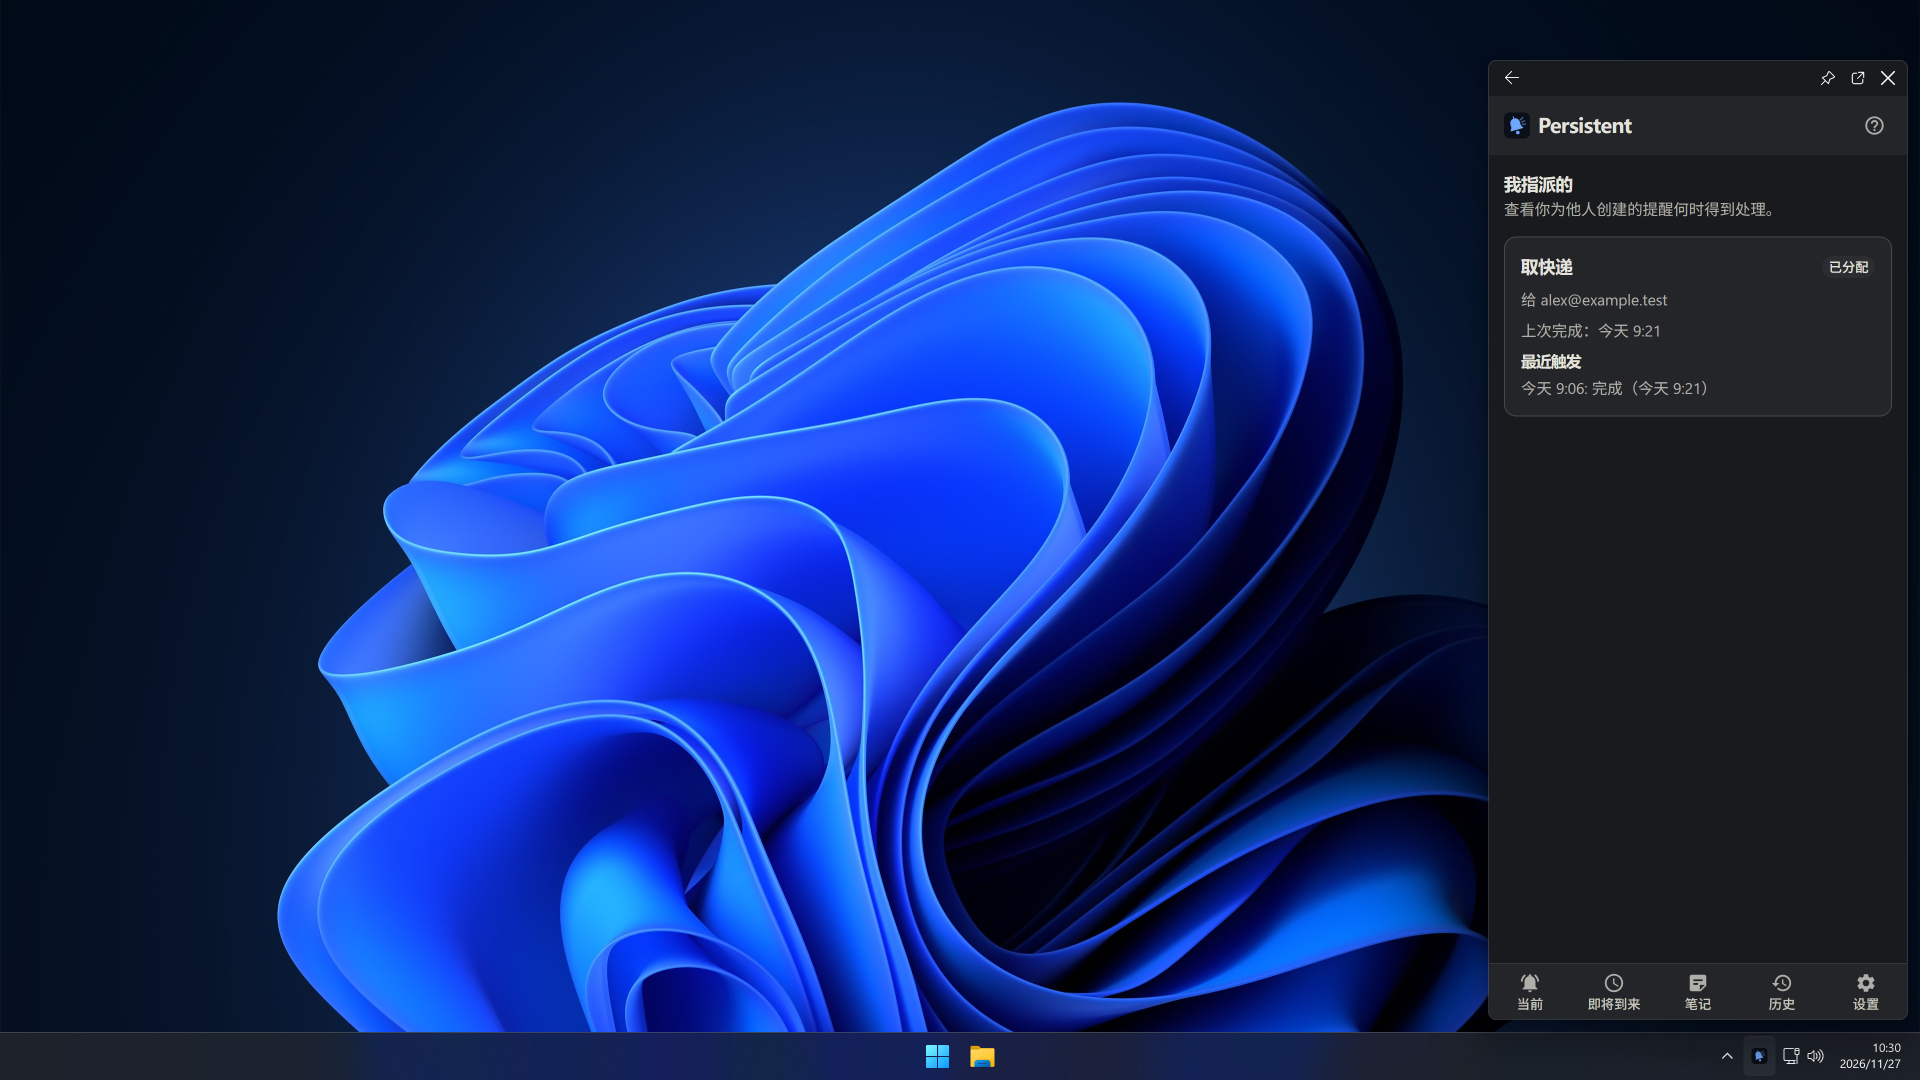 Persistent
我指派的
查看你为他人创建的提醒何时得到处理。
取快递
已分配
给 alex@example.test
上次完成：今天 9:21
最近触发
今天 9:06: 完成（今天 9:21）
当前
即将到来
笔记
历史
设置
10:30
2026/11/27